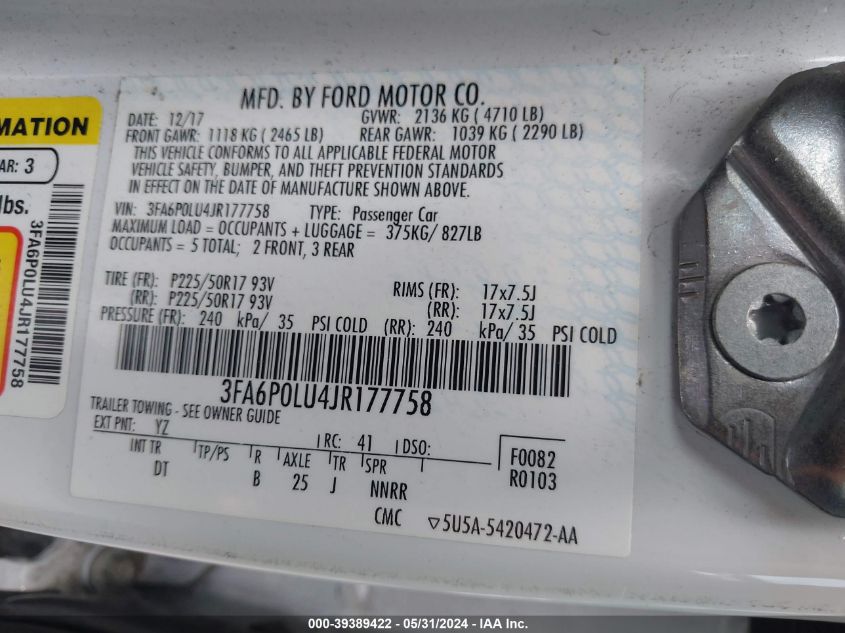 MFD. BY FORD MOTOR CO.
DATE: 12/17 GVWR: 2136 KG ( 4710 LB)
FRONT GAWR: 1118 KG ( 2465 LB) REAR GAWR: 1039 KG ( 2290 LB)
THIS VEHICLE CONFORMS TO ALL APPLICABLE FEDERAL MOTOR
VEHICLE SAFETY, BUMPER, AND THEFT PREVENTION STANDARDS
IN EFFECT ON THE DATE OF MANUFACTURE SHOWN ABOVE.
VIN: 3FA6P0LU4JR177758 TYPE: Passenger Car
MAXIMUM LOAD = OCCUPANTS + LUGGAGE = 375KG/ 827LB
OCCUPANTS = 5 TOTAL; 2 FRONT, 3 REAR
TIRE (FR): P225/50R17 93V RIMS (FR): 17x7.5J
(RR): P225/50R17 93V (RR): 17x7.5J
PRESSURE (FR): 240 kPa/ 35 PSI COLD (RR): 240 kPa/ 35 PSI COLD
3FA6P0LU4JR177758
TRAILER TOWING - SEE OWNER GUIDE
EXT PNT: YZ RC: 41 DSO:
INT TR TP/PS R AXLE TR SPR
DT B 25 J NNRR
F0082
R0103
CMC ▽5U5A-5420472-AA
MATION
AR: 3
lbs.
3FA6P0LU4JR177758
000-39389422 - 05/31/2024 - IAA Inc.